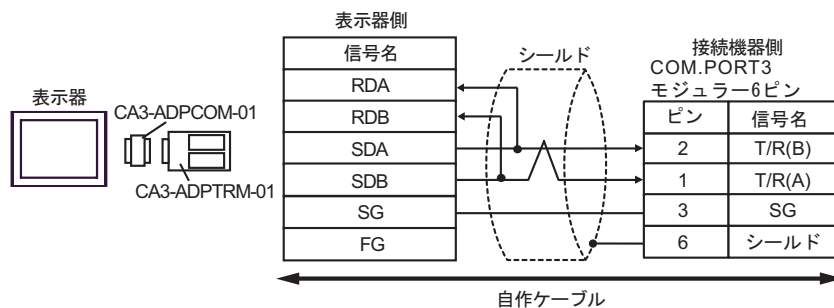 表示器
CA3-ADPCOM-01
CA3-ADPTRM-01
表示器側
信号名
RDA
RDB
SDA
SDB
SG
FG
シールド
接続機器側
COM.PORT3
モジュラー6ピン
ピン 信号名
2 T/R(B)
1 T/R(A)
3 SG
6 シールド
自作ケーブル